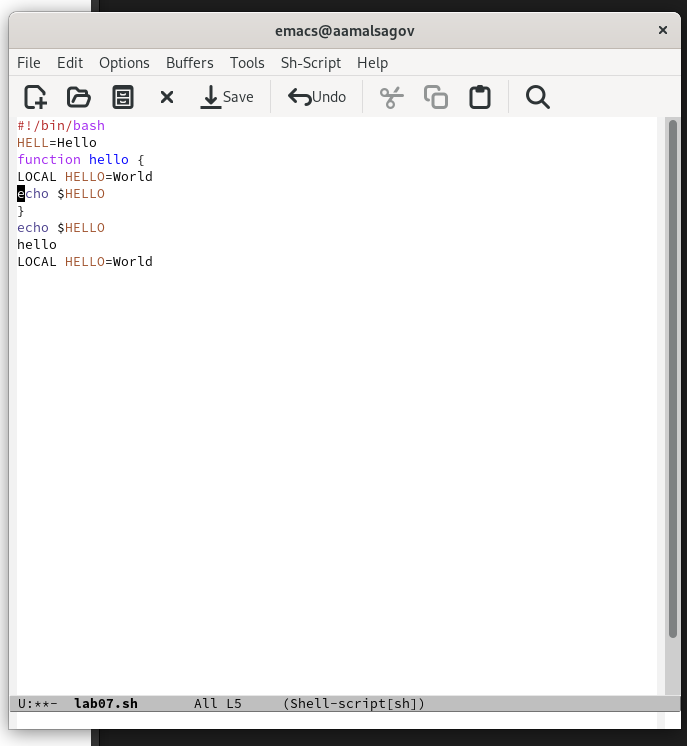 emacs@aamalsagov ×
File Edit Options Buffers Tools Sh-Script Help
Save Undo
#!/bin/bash
HELL=Hello
function hello {
LOCAL HELLO=World
echo $HELLO
}
echo $HELLO
hello
LOCAL HELLO=World
U:**- lab07.sh All L5 (Shell-script[sh])